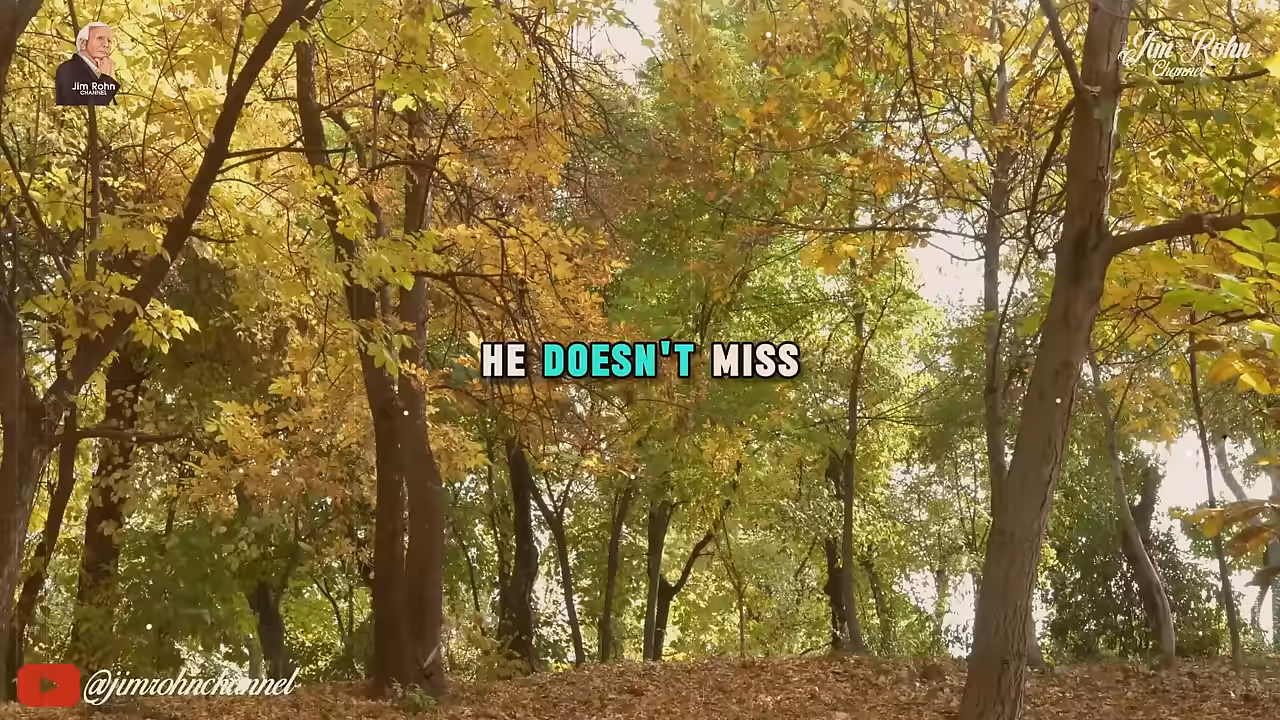 Jim Rohn
CHANNEL
Jim Rohn
Channel
HE DOESN'T MISS
@jimrohnchannel